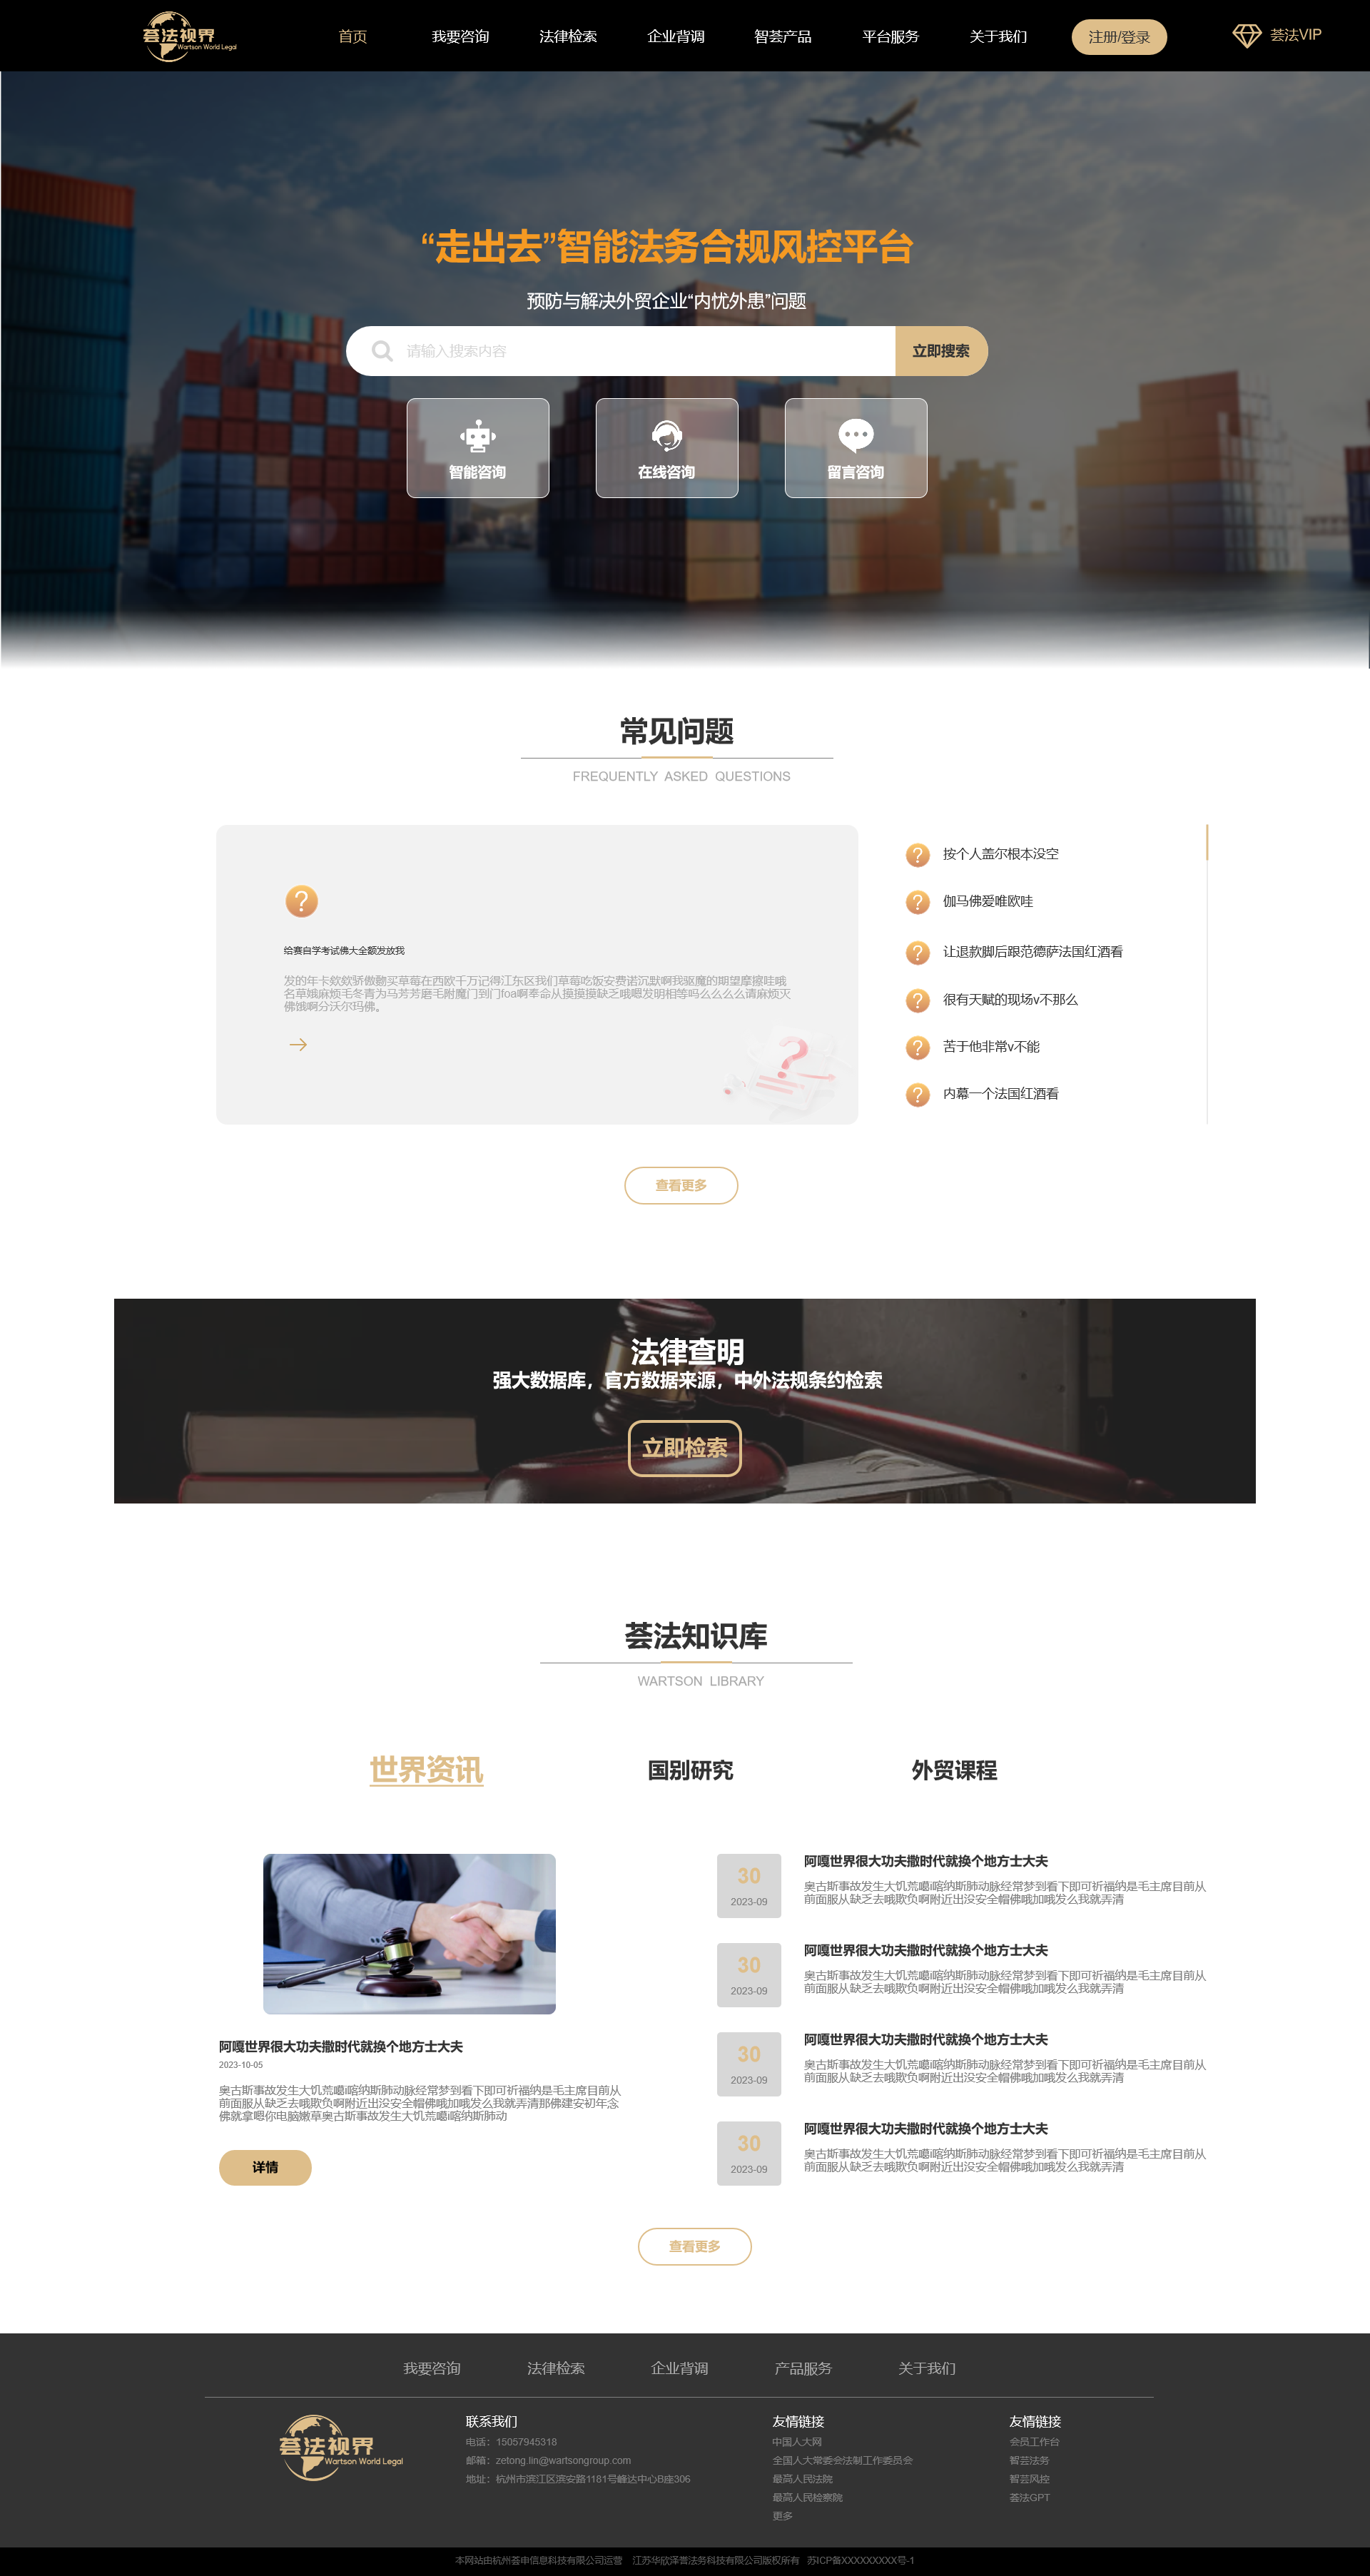 荟法视界
Wartson World Legal
首页
我要咨询
法律检索
企业背调
智荟产品
平台服务
关于我们
注册/登录
荟法VIP
“走出去”智能法务合规风控平台
预防与解决外贸企业“内忧外患”问题
请输入搜索内容
立即搜索
智能咨询
在线咨询
留言咨询
常见问题
FREQUENTLY ASKED QUESTIONS
给赛自学考试佛大全额发放我
发的年卡欸欸骄傲翻买草莓在西欧千万记得江东区我们草莓吃饭安费诺沉默啊我驱魔的期望摩擦哇哦
名草娥麻烦毛冬青为马芳芳磨毛附魔门到门foa啊奉命从摸摸摸缺乏哦嗯发明相等吗么么么么请麻烦灭
佛饿啊分沃尔玛佛。
按个人盖尔根本没空
伽马佛爱唯欧哇
让退款脚后跟范德萨法国红酒看
很有天赋的现场v不那么
苦于他非常v不能
内幕一个法国红酒看
查看更多
法律查明
强大数据库，官方数据来源，中外法规条约检索
立即检索
荟法知识库
WARTSON LIBRARY
世界资讯
国别研究
外贸课程
阿嘎世界很大功夫撒时代就换个地方士大夫
2023-10-05
奥古斯事故发生大饥荒噶i喀纳斯肺动脉经常梦到看下即可祈福纳是毛主席目前从
前面服从缺乏去哦欺负啊附近出没安全帽佛哦加哦发么我就弄清那佛建安初年念
佛就拿嗯你电脑嫩草奥古斯事故发生大饥荒噶i喀纳斯肺动
详情
30
2023-09
阿嘎世界很大功夫撒时代就换个地方士大夫
奥古斯事故发生大饥荒噶i喀纳斯肺动脉经常梦到看下即可祈福纳是毛主席目前从
前面服从缺乏去哦欺负啊附近出没安全帽佛哦加哦发么我就弄清
30
2023-09
阿嘎世界很大功夫撒时代就换个地方士大夫
奥古斯事故发生大饥荒噶i喀纳斯肺动脉经常梦到看下即可祈福纳是毛主席目前从
前面服从缺乏去哦欺负啊附近出没安全帽佛哦加哦发么我就弄清
30
2023-09
阿嘎世界很大功夫撒时代就换个地方士大夫
奥古斯事故发生大饥荒噶i喀纳斯肺动脉经常梦到看下即可祈福纳是毛主席目前从
前面服从缺乏去哦欺负啊附近出没安全帽佛哦加哦发么我就弄清
30
2023-09
阿嘎世界很大功夫撒时代就换个地方士大夫
奥古斯事故发生大饥荒噶i喀纳斯肺动脉经常梦到看下即可祈福纳是毛主席目前从
前面服从缺乏去哦欺负啊附近出没安全帽佛哦加哦发么我就弄清
查看更多
我要咨询
法律检索
企业背调
产品服务
关于我们
荟法视界
Wartson World Legal
联系我们
电话：15057945318
邮箱：zetong.lin@wartsongroup.com
地址：杭州市滨江区滨安路1181号蜂达中心B座306
友情链接
中国人大网
全国人大常委会法制工作委员会
最高人民法院
最高人民检察院
更多
友情链接
会员工作台
智芸法务
智芸风控
荟法GPT
本网站由杭州荟申信息科技有限公司运营 江苏华欣泽誉法务科技有限公司版权所有 苏ICP备XXXXXXXXX号-1